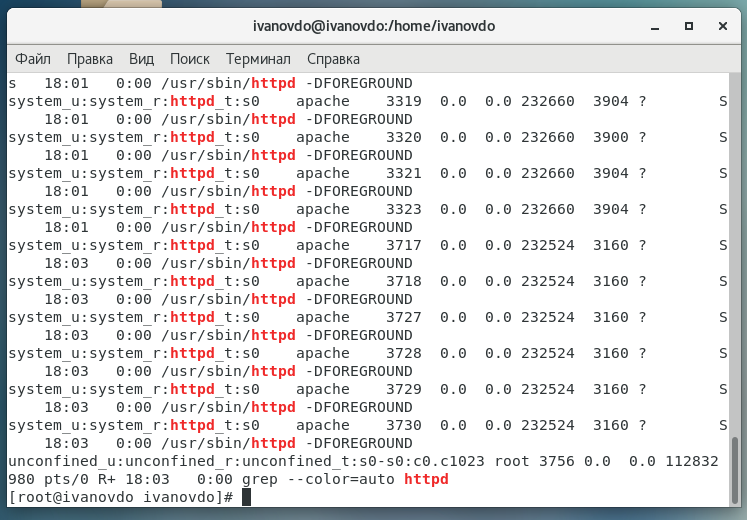 ivanovdo@ivanovdo:/home/ivanovdo
Файл Правка Вид Поиск Терминал Справка
s   18:01   0:00 /usr/sbin/httpd -DFOREGROUND
system_u:system_r:httpd_t:s0    apache    3319  0.0  0.0 232660  3904 ?        S
    18:01   0:00 /usr/sbin/httpd -DFOREGROUND
system_u:system_r:httpd_t:s0    apache    3320  0.0  0.0 232660  3900 ?        S
    18:01   0:00 /usr/sbin/httpd -DFOREGROUND
system_u:system_r:httpd_t:s0    apache    3321  0.0  0.0 232660  3904 ?        S
    18:01   0:00 /usr/sbin/httpd -DFOREGROUND
system_u:system_r:httpd_t:s0    apache    3323  0.0  0.0 232660  3904 ?        S
    18:01   0:00 /usr/sbin/httpd -DFOREGROUND
system_u:system_r:httpd_t:s0    apache    3717  0.0  0.0 232524  3160 ?        S
    18:03   0:00 /usr/sbin/httpd -DFOREGROUND
system_u:system_r:httpd_t:s0    apache    3718  0.0  0.0 232524  3160 ?        S
    18:03   0:00 /usr/sbin/httpd -DFOREGROUND
system_u:system_r:httpd_t:s0    apache    3727  0.0  0.0 232524  3160 ?        S
    18:03   0:00 /usr/sbin/httpd -DFOREGROUND
system_u:system_r:httpd_t:s0    apache    3728  0.0  0.0 232524  3160 ?        S
    18:03   0:00 /usr/sbin/httpd -DFOREGROUND
system_u:system_r:httpd_t:s0    apache    3729  0.0  0.0 232524  3160 ?        S
    18:03   0:00 /usr/sbin/httpd -DFOREGROUND
system_u:system_r:httpd_t:s0    apache    3730  0.0  0.0 232524  3160 ?        S
    18:03   0:00 /usr/sbin/httpd -DFOREGROUND
unconfined_u:unconfined_r:unconfined_t:s0-s0:c0.c1023 root 3756 0.0  0.0 112832
980 pts/0 R+ 18:03   0:00 grep --color=auto httpd
[root@ivanovdo ivanovdo]#